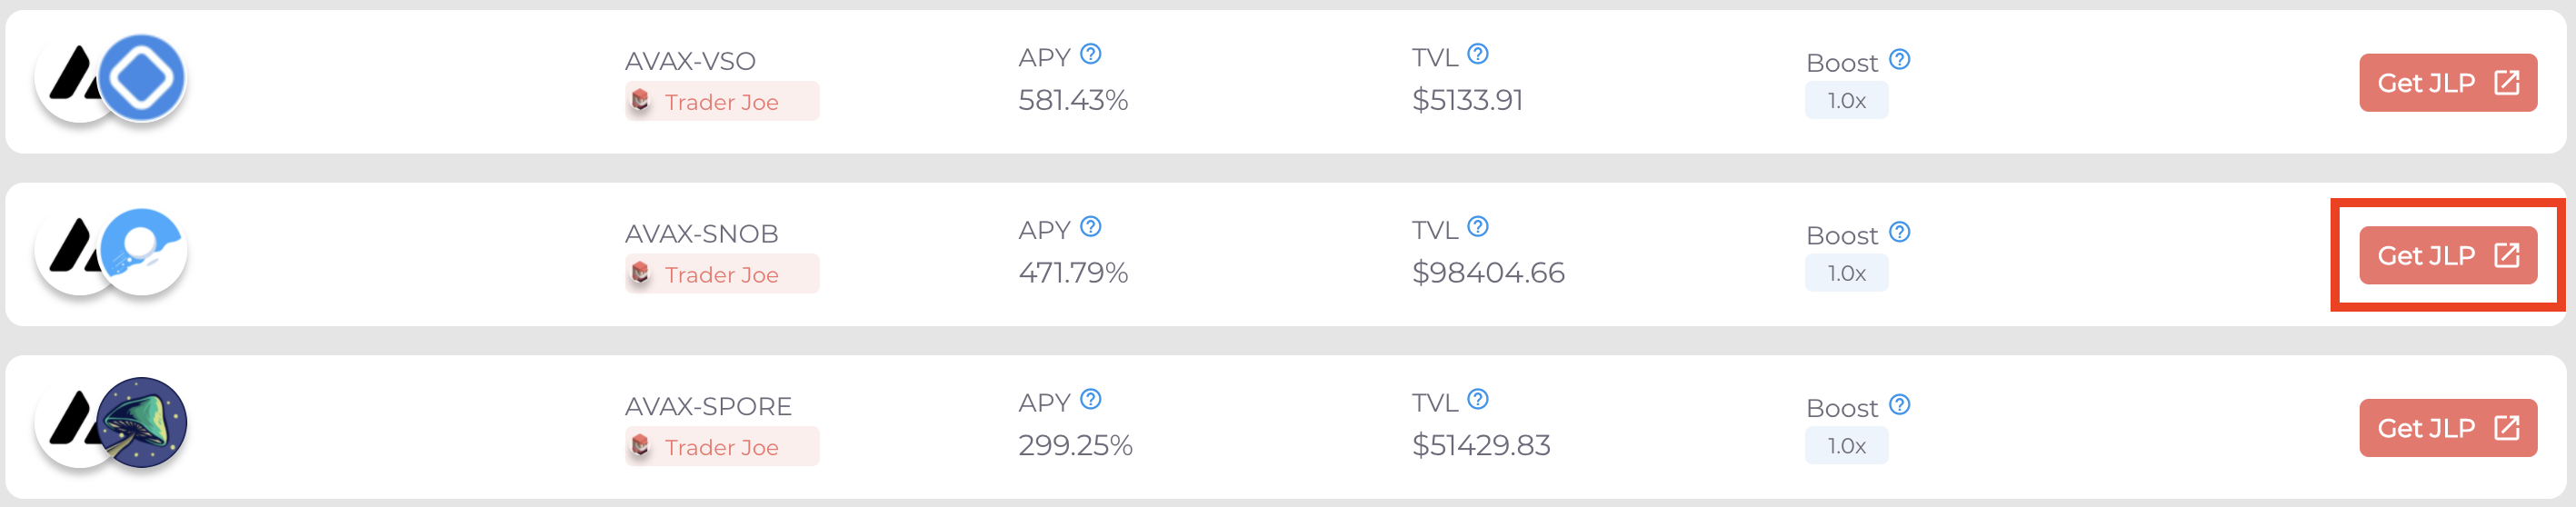 AVAX-VSO
Trader Joe
APY
581.43%
TVL
$5133.91
Boost
1.0x
Get JLP
AVAX-SNOB
Trader Joe
APY
471.79%
TVL
$98404.66
Boost
1.0x
Get JLP
AVAX-SPORE
Trader Joe
APY
299.25%
TVL
$51429.83
Boost
1.0x
Get JLP